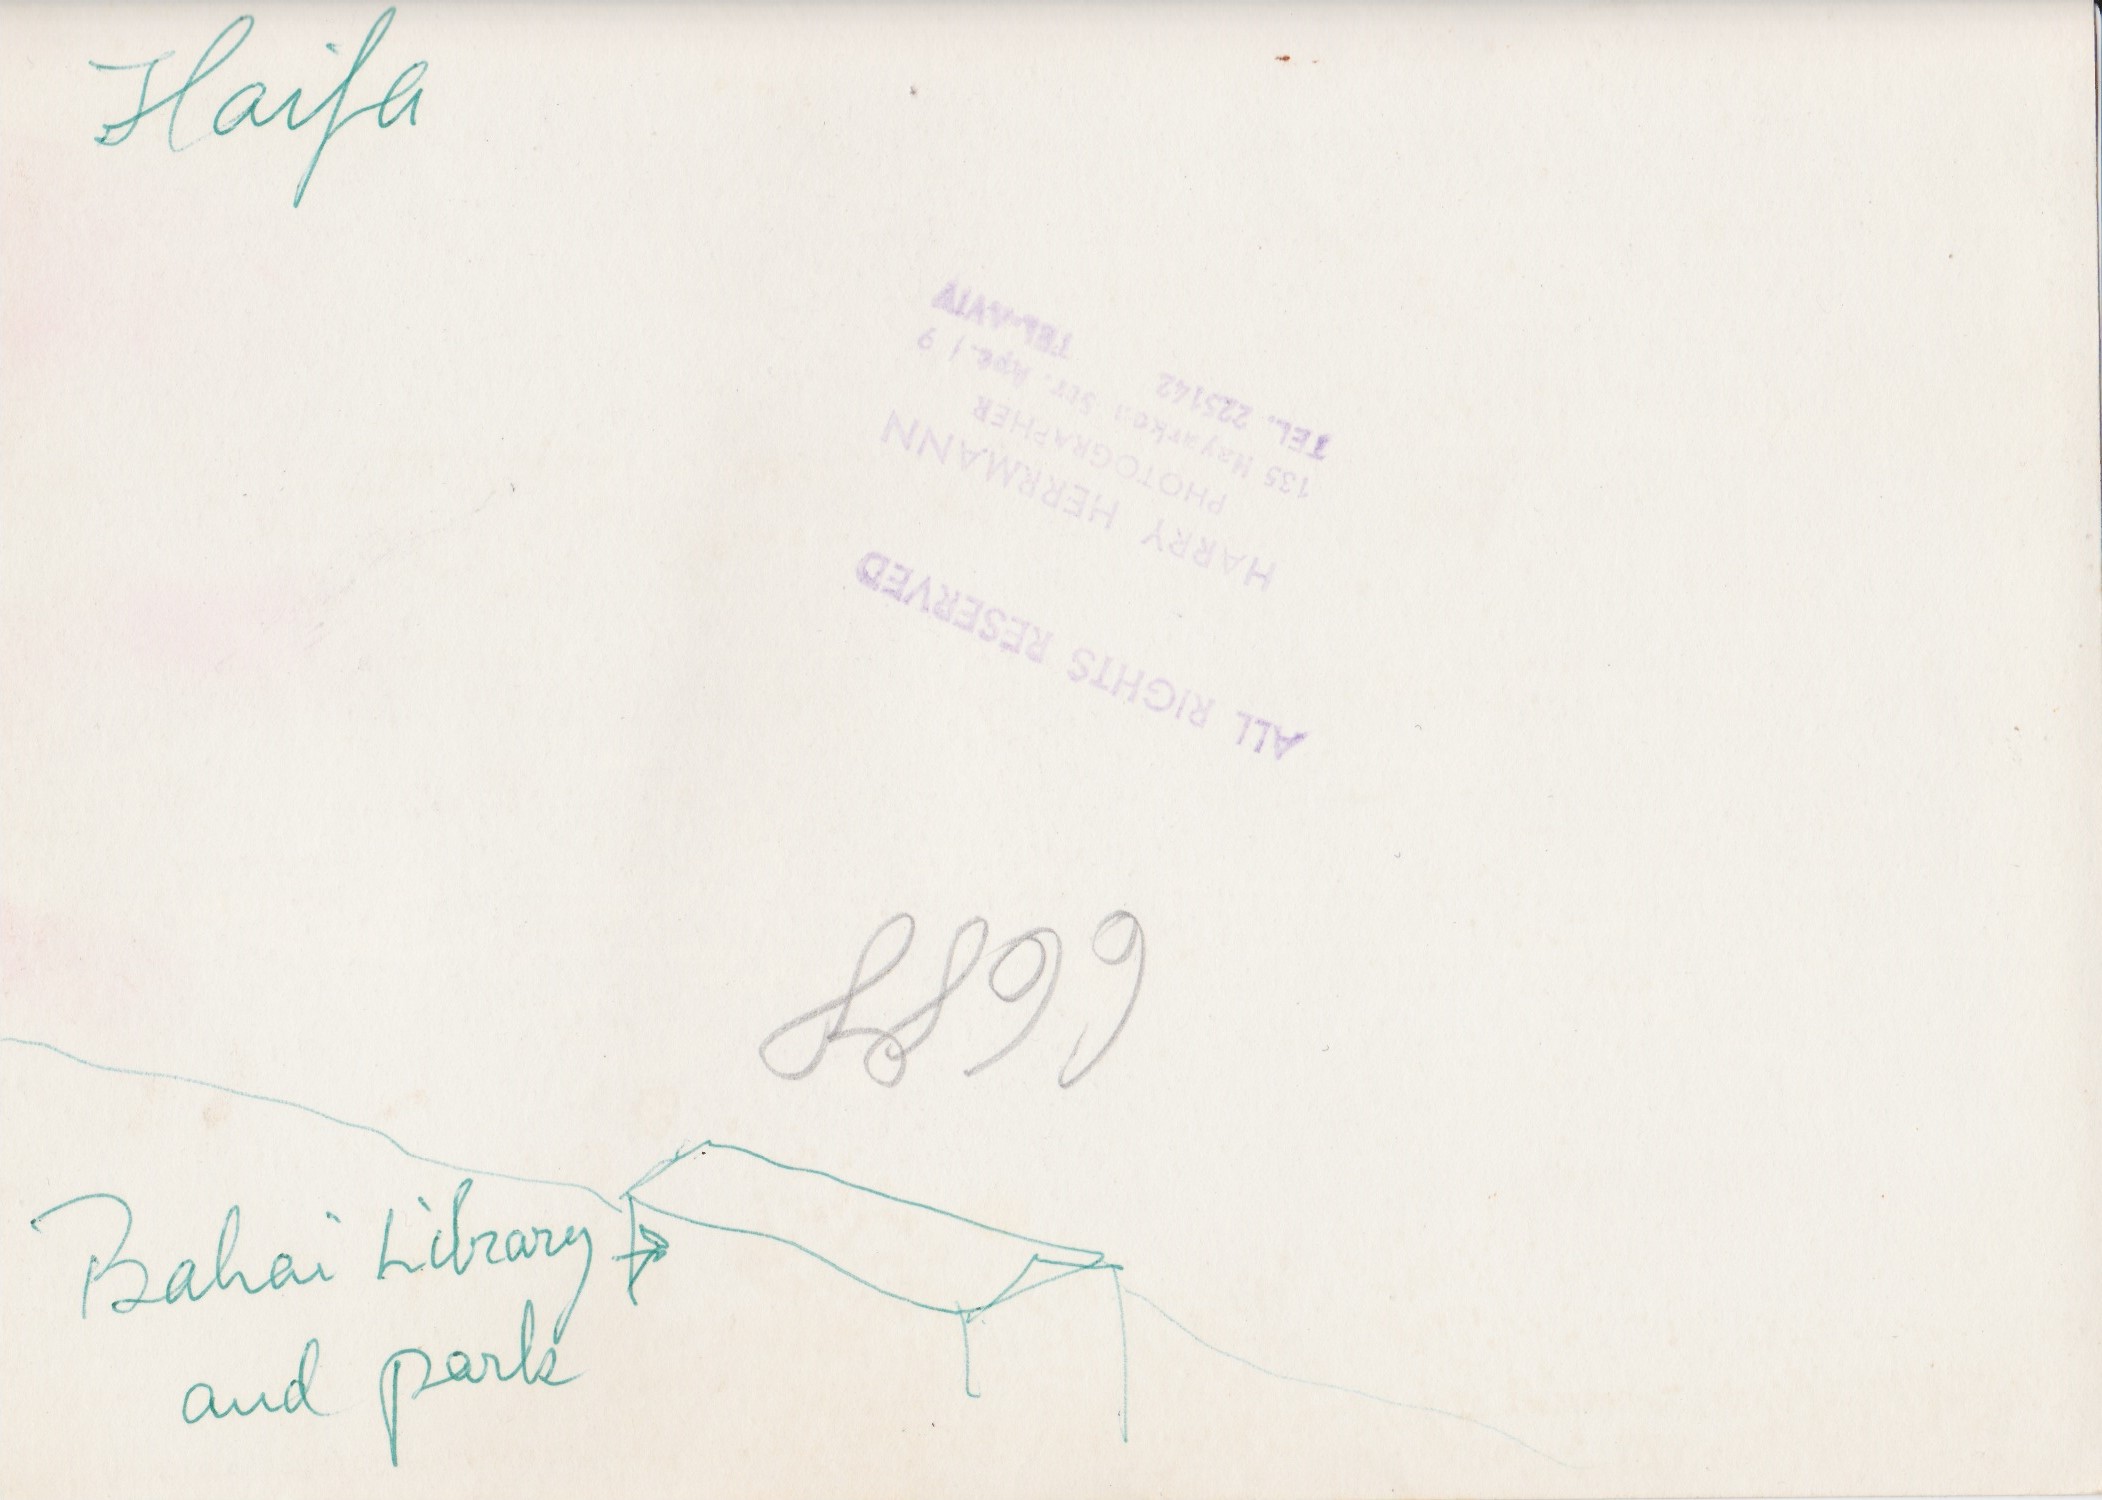 Haifa
ALL RIGHTS RESERVED
HARRY HERRMANN
PHOTOGRAPHER
135 Hayarkon Str. Apt. 19
TEL. 223142 TEL-AVIV
6688
Bahai Library
and park